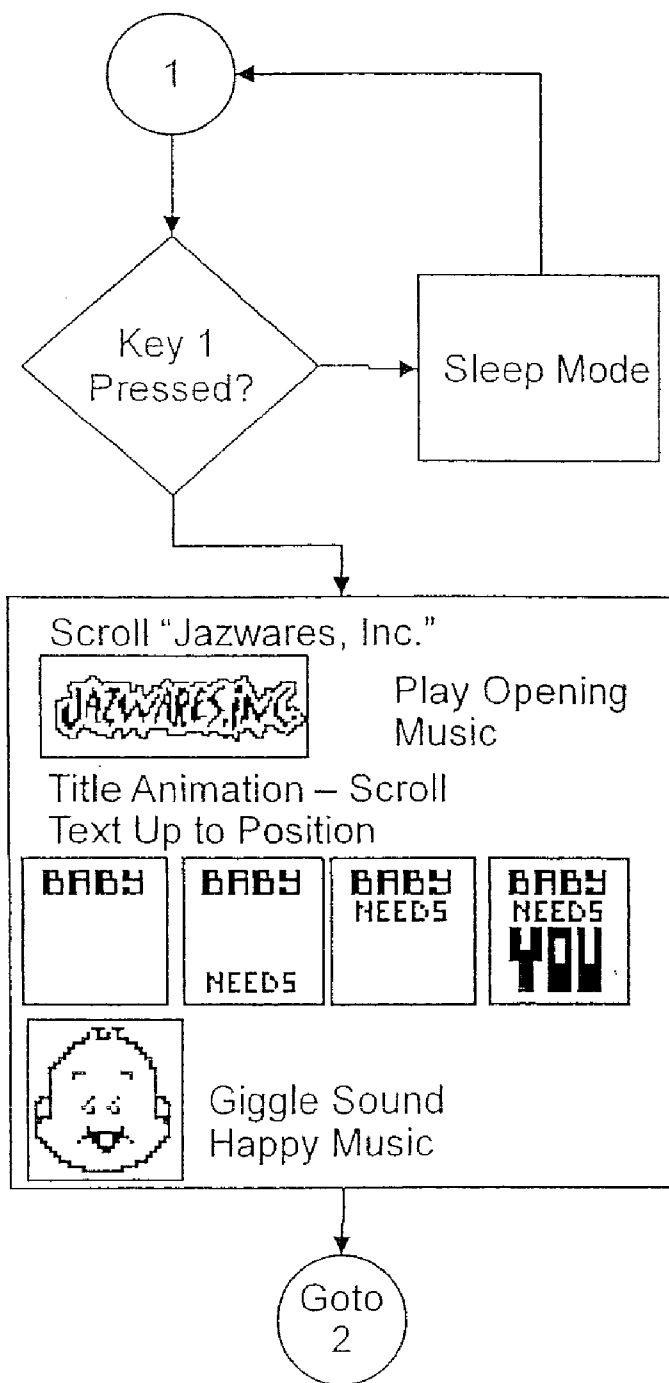 1
Key 1
Pressed?
Sleep Mode
Scroll “Jazwares, Inc.”
JAZWARES, INC.
Play Opening
Music
Title Animation – Scroll
Text Up to Position
BABY
BABY
NEEDS
BABY
NEEDS
BABY
NEEDS
YOU
Giggle Sound
Happy Music
Goto
2